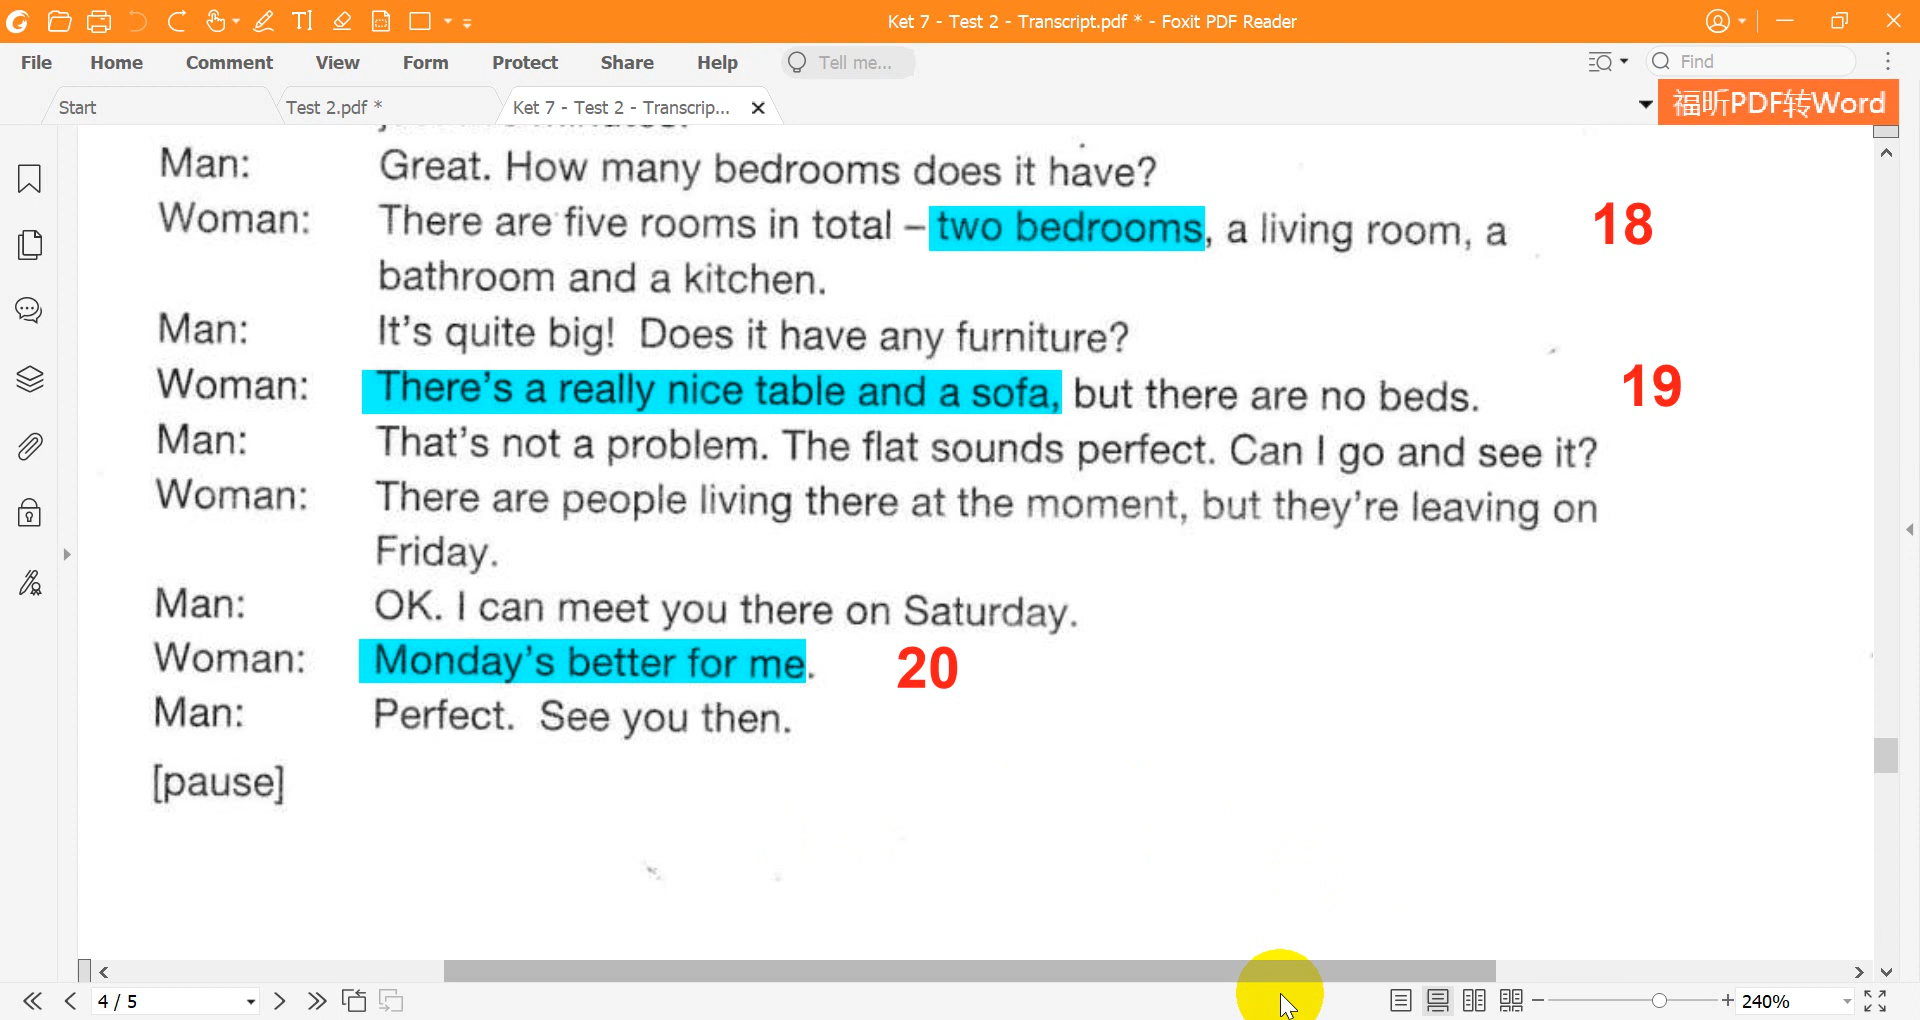 Ket 7 - Test 2 - Transcript.pdf * - Foxit PDF Reader
File Home Comment View Form Protect Share Help Tell me... Find
Start Test 2.pdf * Ket 7 - Test 2 - Transcrip... 福昕PDF转Word
Man: Great. How many bedrooms does it have?
Woman: There are five rooms in total – two bedrooms, a living room, a 18
bathroom and a kitchen.
Man: It's quite big! Does it have any furniture?
Woman: There's a really nice table and a sofa, but there are no beds. 19
Man: That's not a problem. The flat sounds perfect. Can I go and see it?
Woman: There are people living there at the moment, but they're leaving on
Friday.
Man: OK. I can meet you there on Saturday.
Woman: Monday's better for me. 20
Man: Perfect. See you then.
[pause]
4 / 5 240%